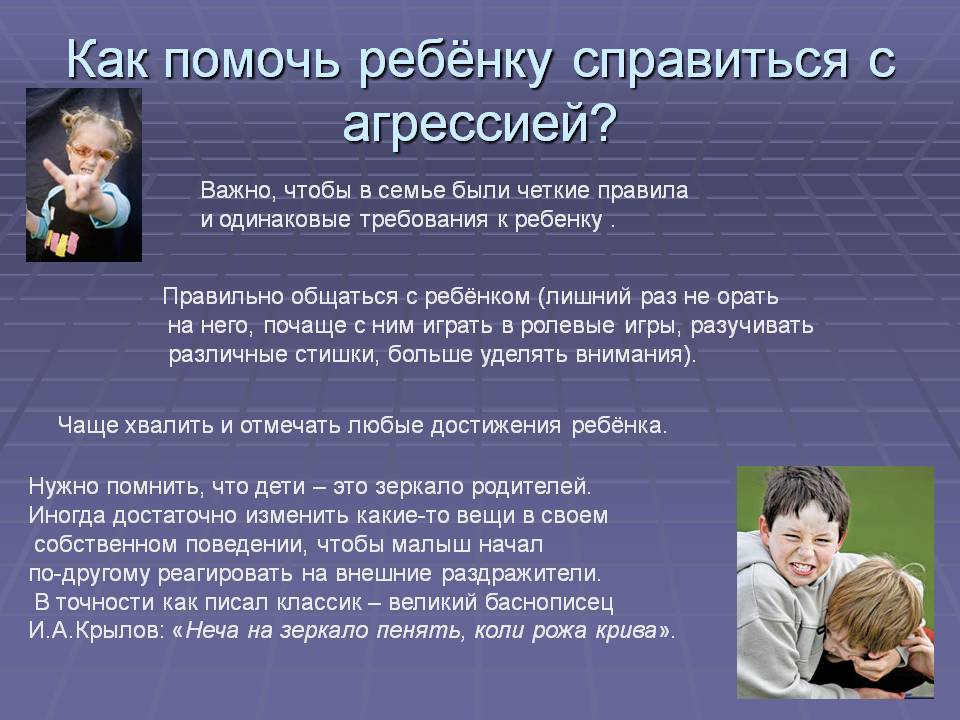 Как помочь ребёнку справиться с
агрессией?
Важно, чтобы в семье были четкие правила
и одинаковые требования к ребенку .
Правильно общаться с ребёнком (лишний раз не орать
на него, почаще с ним играть в ролевые игры, разучивать
различные стишки, больше уделять внимания).
Чаще хвалить и отмечать любые достижения ребёнка.
Нужно помнить, что дети – это зеркало родителей.
Иногда достаточно изменить какие-то вещи в своем
собственном поведении, чтобы малыш начал
по-другому реагировать на внешние раздражители.
В точности как писал классик – великий баснописец
И.А.Крылов: «Неча на зеркало пенять, коли рожа крива».